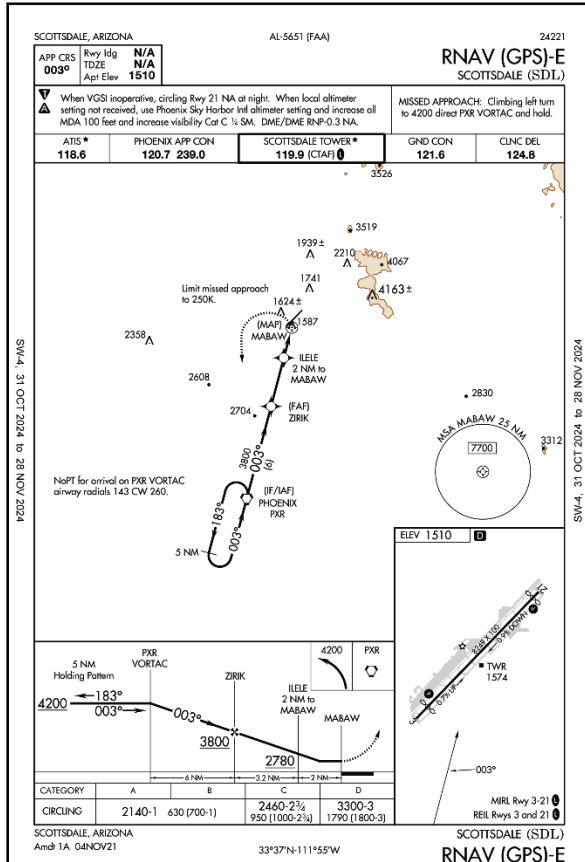 SCOTTSDALE, ARIZONA
AL-5651 (FAA)
24221
APP CRS
003°
Rwy ldg N/A
TDZE N/A
Apt Elev 1510
RNAV (GPS)-E
SCOTTSDALE (SDL)
T
A
When VGSI inoperative, circling Rwy 21 NA at night. When local altimeter
setting not received, use Phoenix Sky Harbor Intl altimeter setting and increase all
MDA 100 feet and increase visibility Cat C ¼ SM. DME/DME RNP-0.3 NA.
MISSED APPROACH: Climbing left turn
to 4200 direct PXR VORTAC and hold.
ATIS*
118.6
PHOENIX APP CON
120.7 239.0
SCOTTSDALE TOWER*
119.9 (CTAF) L
GND CON
121.6
CLNC DEL
124.8
3526
3519
1939±
2210
3000
4067
1741
4163±
Limit missed approach
to 250K.
1624±
1587
(MAP)
MABAW
2358
ILELE
2 NM to
MABAW
2608
2704
(FAF)
ZIRIK
2830
MSA MABAW 25 NM
7700
3312
3800
003°
(6)
NoPT for arrival on PXR VORTAC
airway radials 143 CW 260.
(IF/IAF)
PHOENIX
PXR
183°
003°
5 NM
ELEV 1510 D
8249 X 100
0.9% DOWN
0.7% UP
21
3
TWR
1574
003°
MIRL Rwy 3-21 L
REIL Rwys 3 and 21 L
5 NM
Holding Pattern
PXR
VORTAC
ZIRIK
ILELE
2 NM to
MABAW
MABAW
4200
PXR
4200
183°
003°
003°
3800
2780
6 NM
3.2 NM
2 NM
CATEGORY
A
B
C
D
CIRCLING
2140-1 630 (700-1)
2460-2¾
950 (1000-2¾)
3300-3
1790 (1800-3)
SCOTTSDALE, ARIZONA
Amdt 1A 04NOV21
33°37'N-111°55'W
SCOTTSDALE (SDL)
RNAV (GPS)-E
SW-4, 31 OCT 2024 to 28 NOV 2024
SW-4, 31 OCT 2024 to 28 NOV 2024